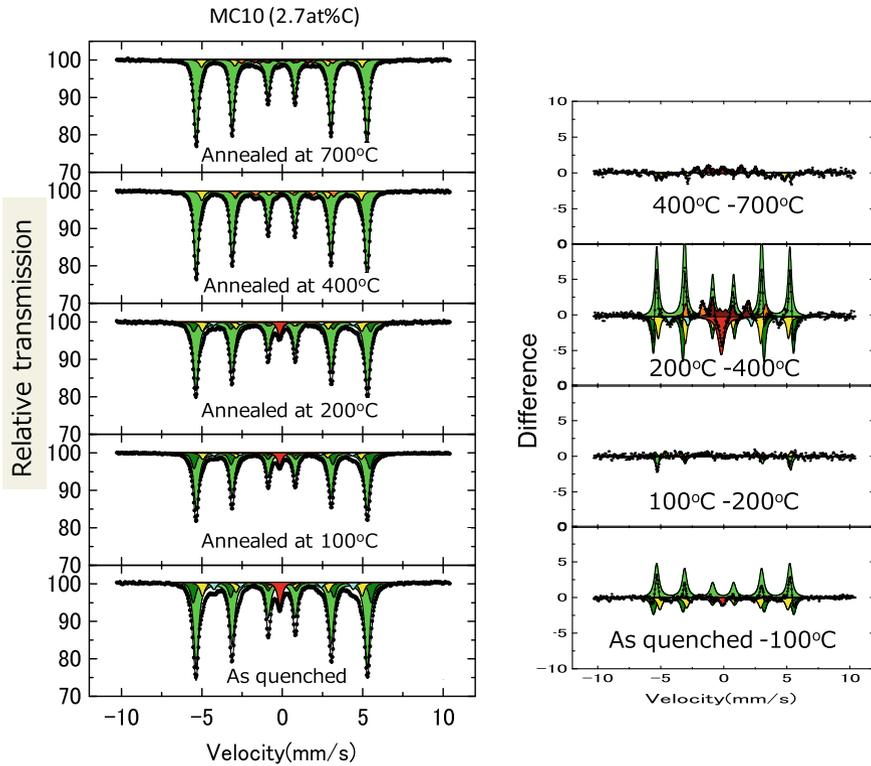 MC10 (2.7at%C)
Relative transmission
100
90
80
70
Annealed at 700°C
100
90
80
70
Annealed at 400°C
100
90
80
70
Annealed at 200°C
100
90
80
70
Annealed at 100°C
100
90
80
70
As quenched
-10 -5 0 5 10
Velocity(mm/s)
Difference
10
5
0
-5
0
400°C -700°C
5
0
-5
0
200°C -400°C
5
0
-5
0
100°C -200°C
5
0
-5
-10
As quenched -100°C
-10 -5 0 5 10
Velocity(mm/s)